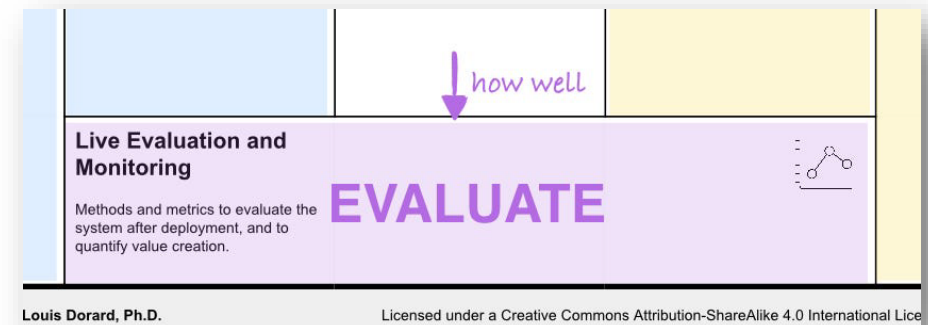 how well
Live Evaluation and
Monitoring
Methods and metrics to evaluate the
system after deployment, and to
quantify value creation.
EVALUATE
Louis Dorard, Ph.D.
Licensed under a Creative Commons Attribution-ShareAlike 4.0 International Lice